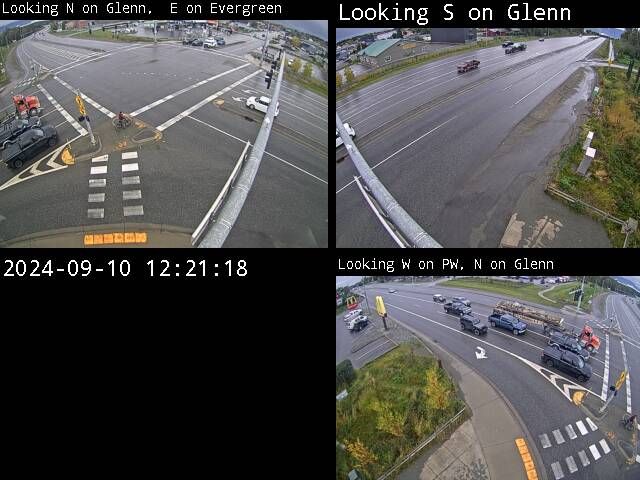 Looking N on Glenn,  E on Evergreen
Looking S on Glenn
2024-09-10 12:21:18
Looking W on PW, N on Glenn